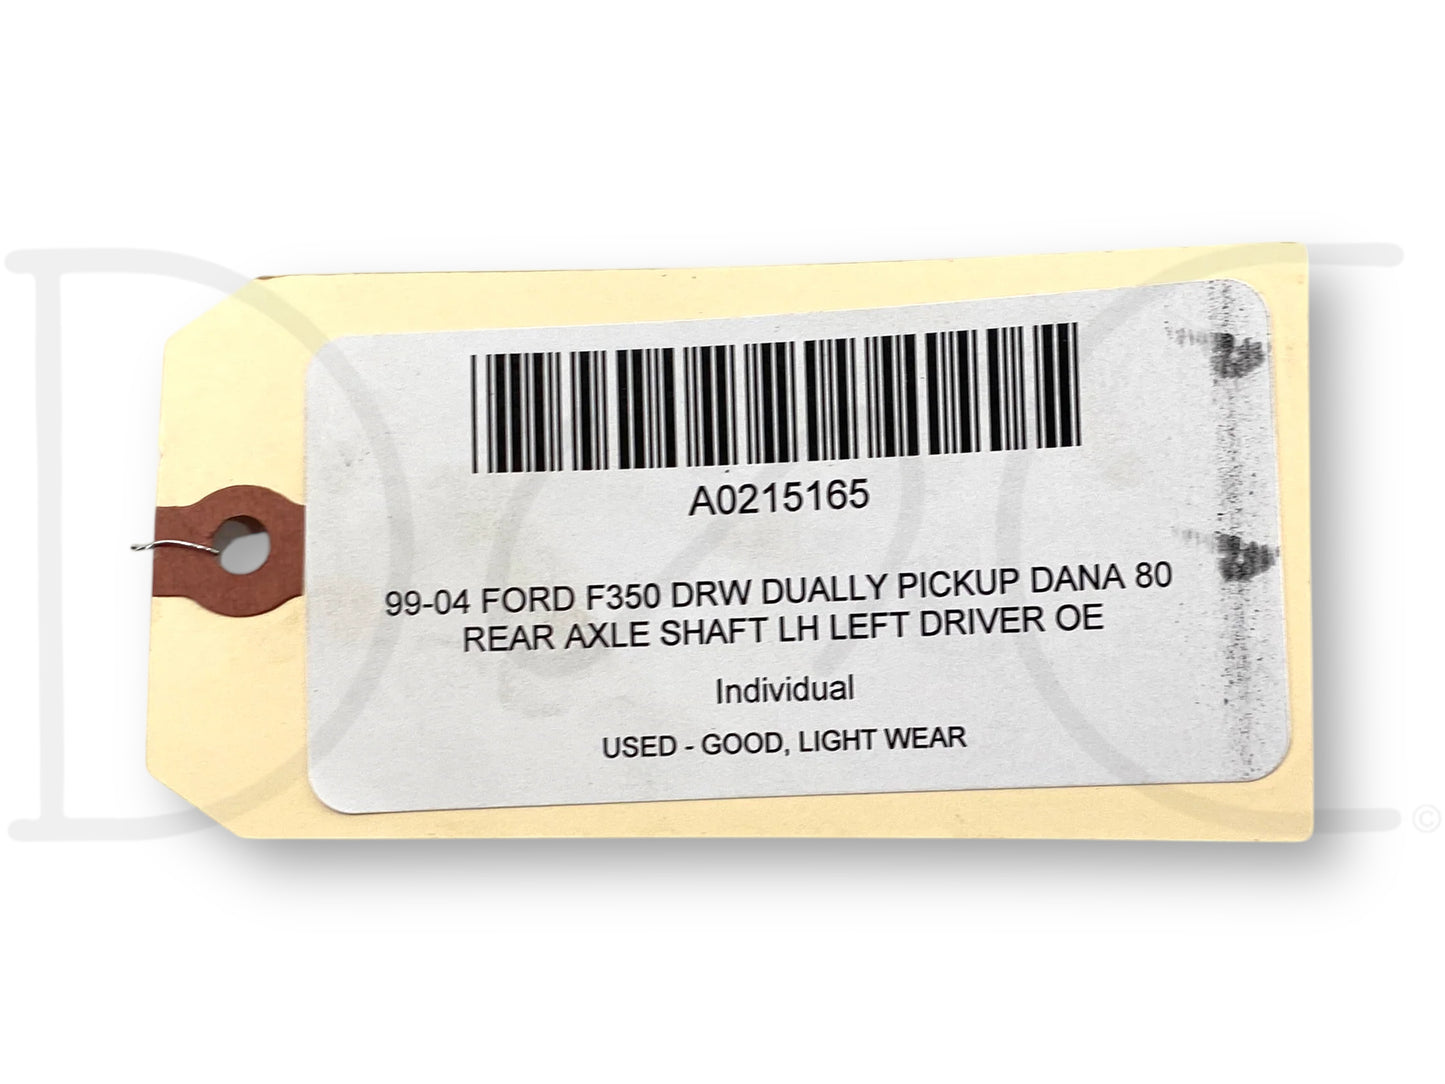 A0215165
99-04 FORD F350 DRW DUALLY PICKUP DANA 80
REAR AXLE SHAFT LH LEFT DRIVER OE
Individual
USED - GOOD, LIGHT WEAR
©